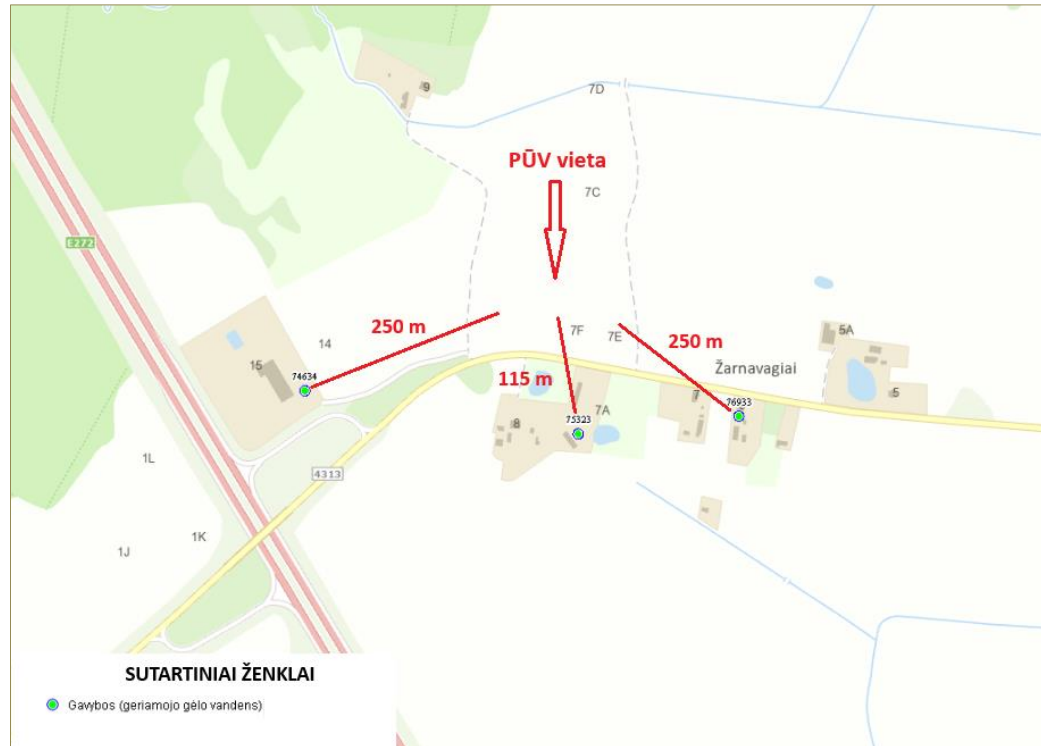 9
7D
PŪV vieta
7C
E272
250 m
14
7F
7E
250 m
5A
15
74634
115 m
Žarnavagiai
7
5
76933
7A
75323
8
4313
1L
1K
1J
SUTARTINIAI ŽENKLAI
Gavybos (geriamojo gėlo vandens)